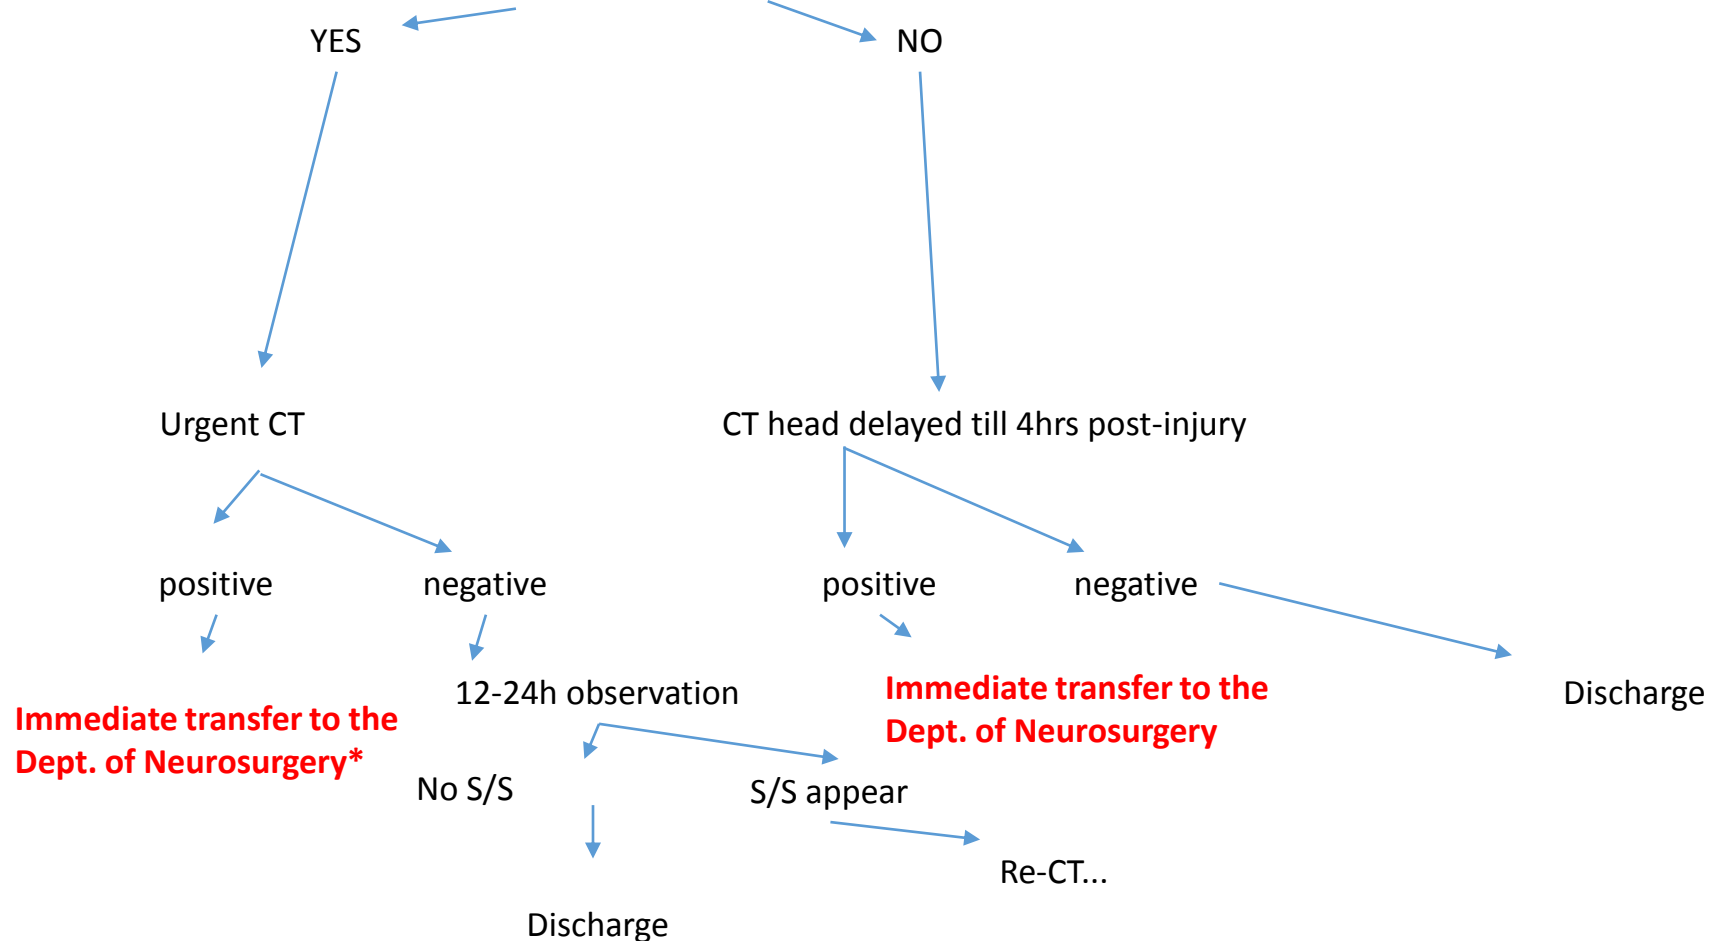 YES
NO
Urgent CT
CT head delayed till 4hrs post-injury
positive
negative
positive
negative
Immediate transfer to the
Dept. of Neurosurgery*
12-24h observation
Immediate transfer to the
Dept. of Neurosurgery
Discharge
No S/S
S/S appear
Re-CT...
Discharge